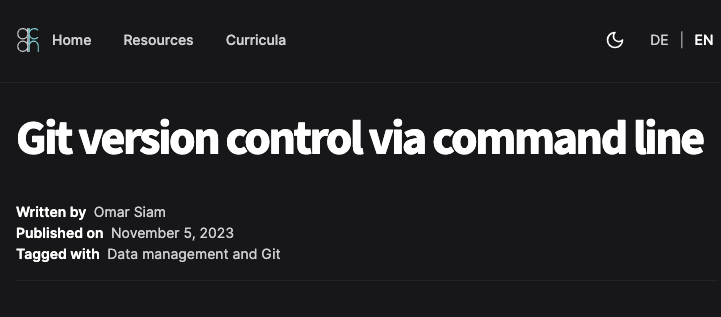 Home Resources Curricula DE | EN
Git version control via command line
Written by Omar Siam
Published on November 5, 2023
Tagged with Data management and Git